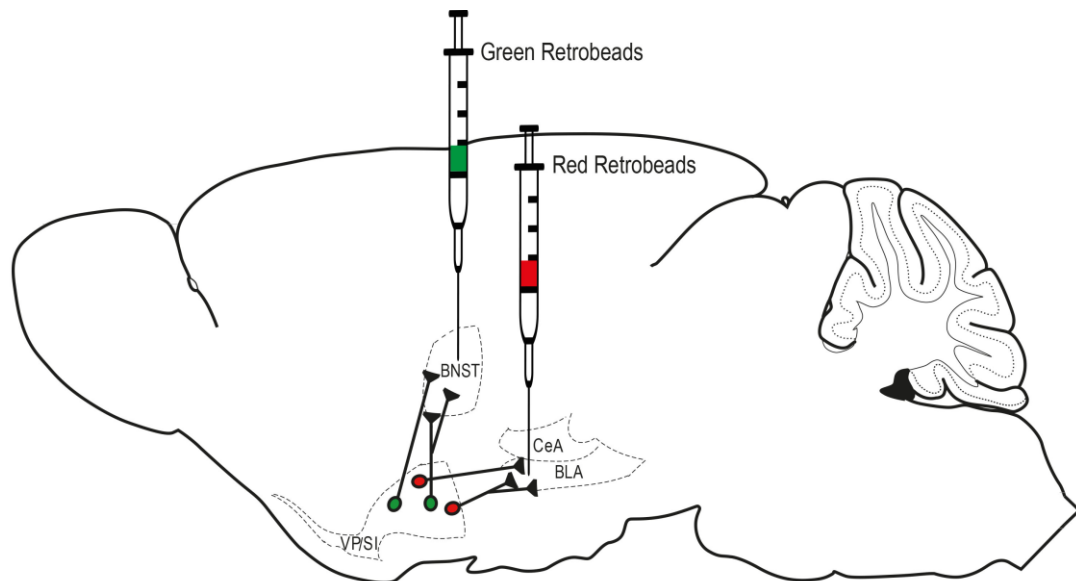 Green Retrobeads
Red Retrobeads
BNST
CeA
BLA
VP/SI